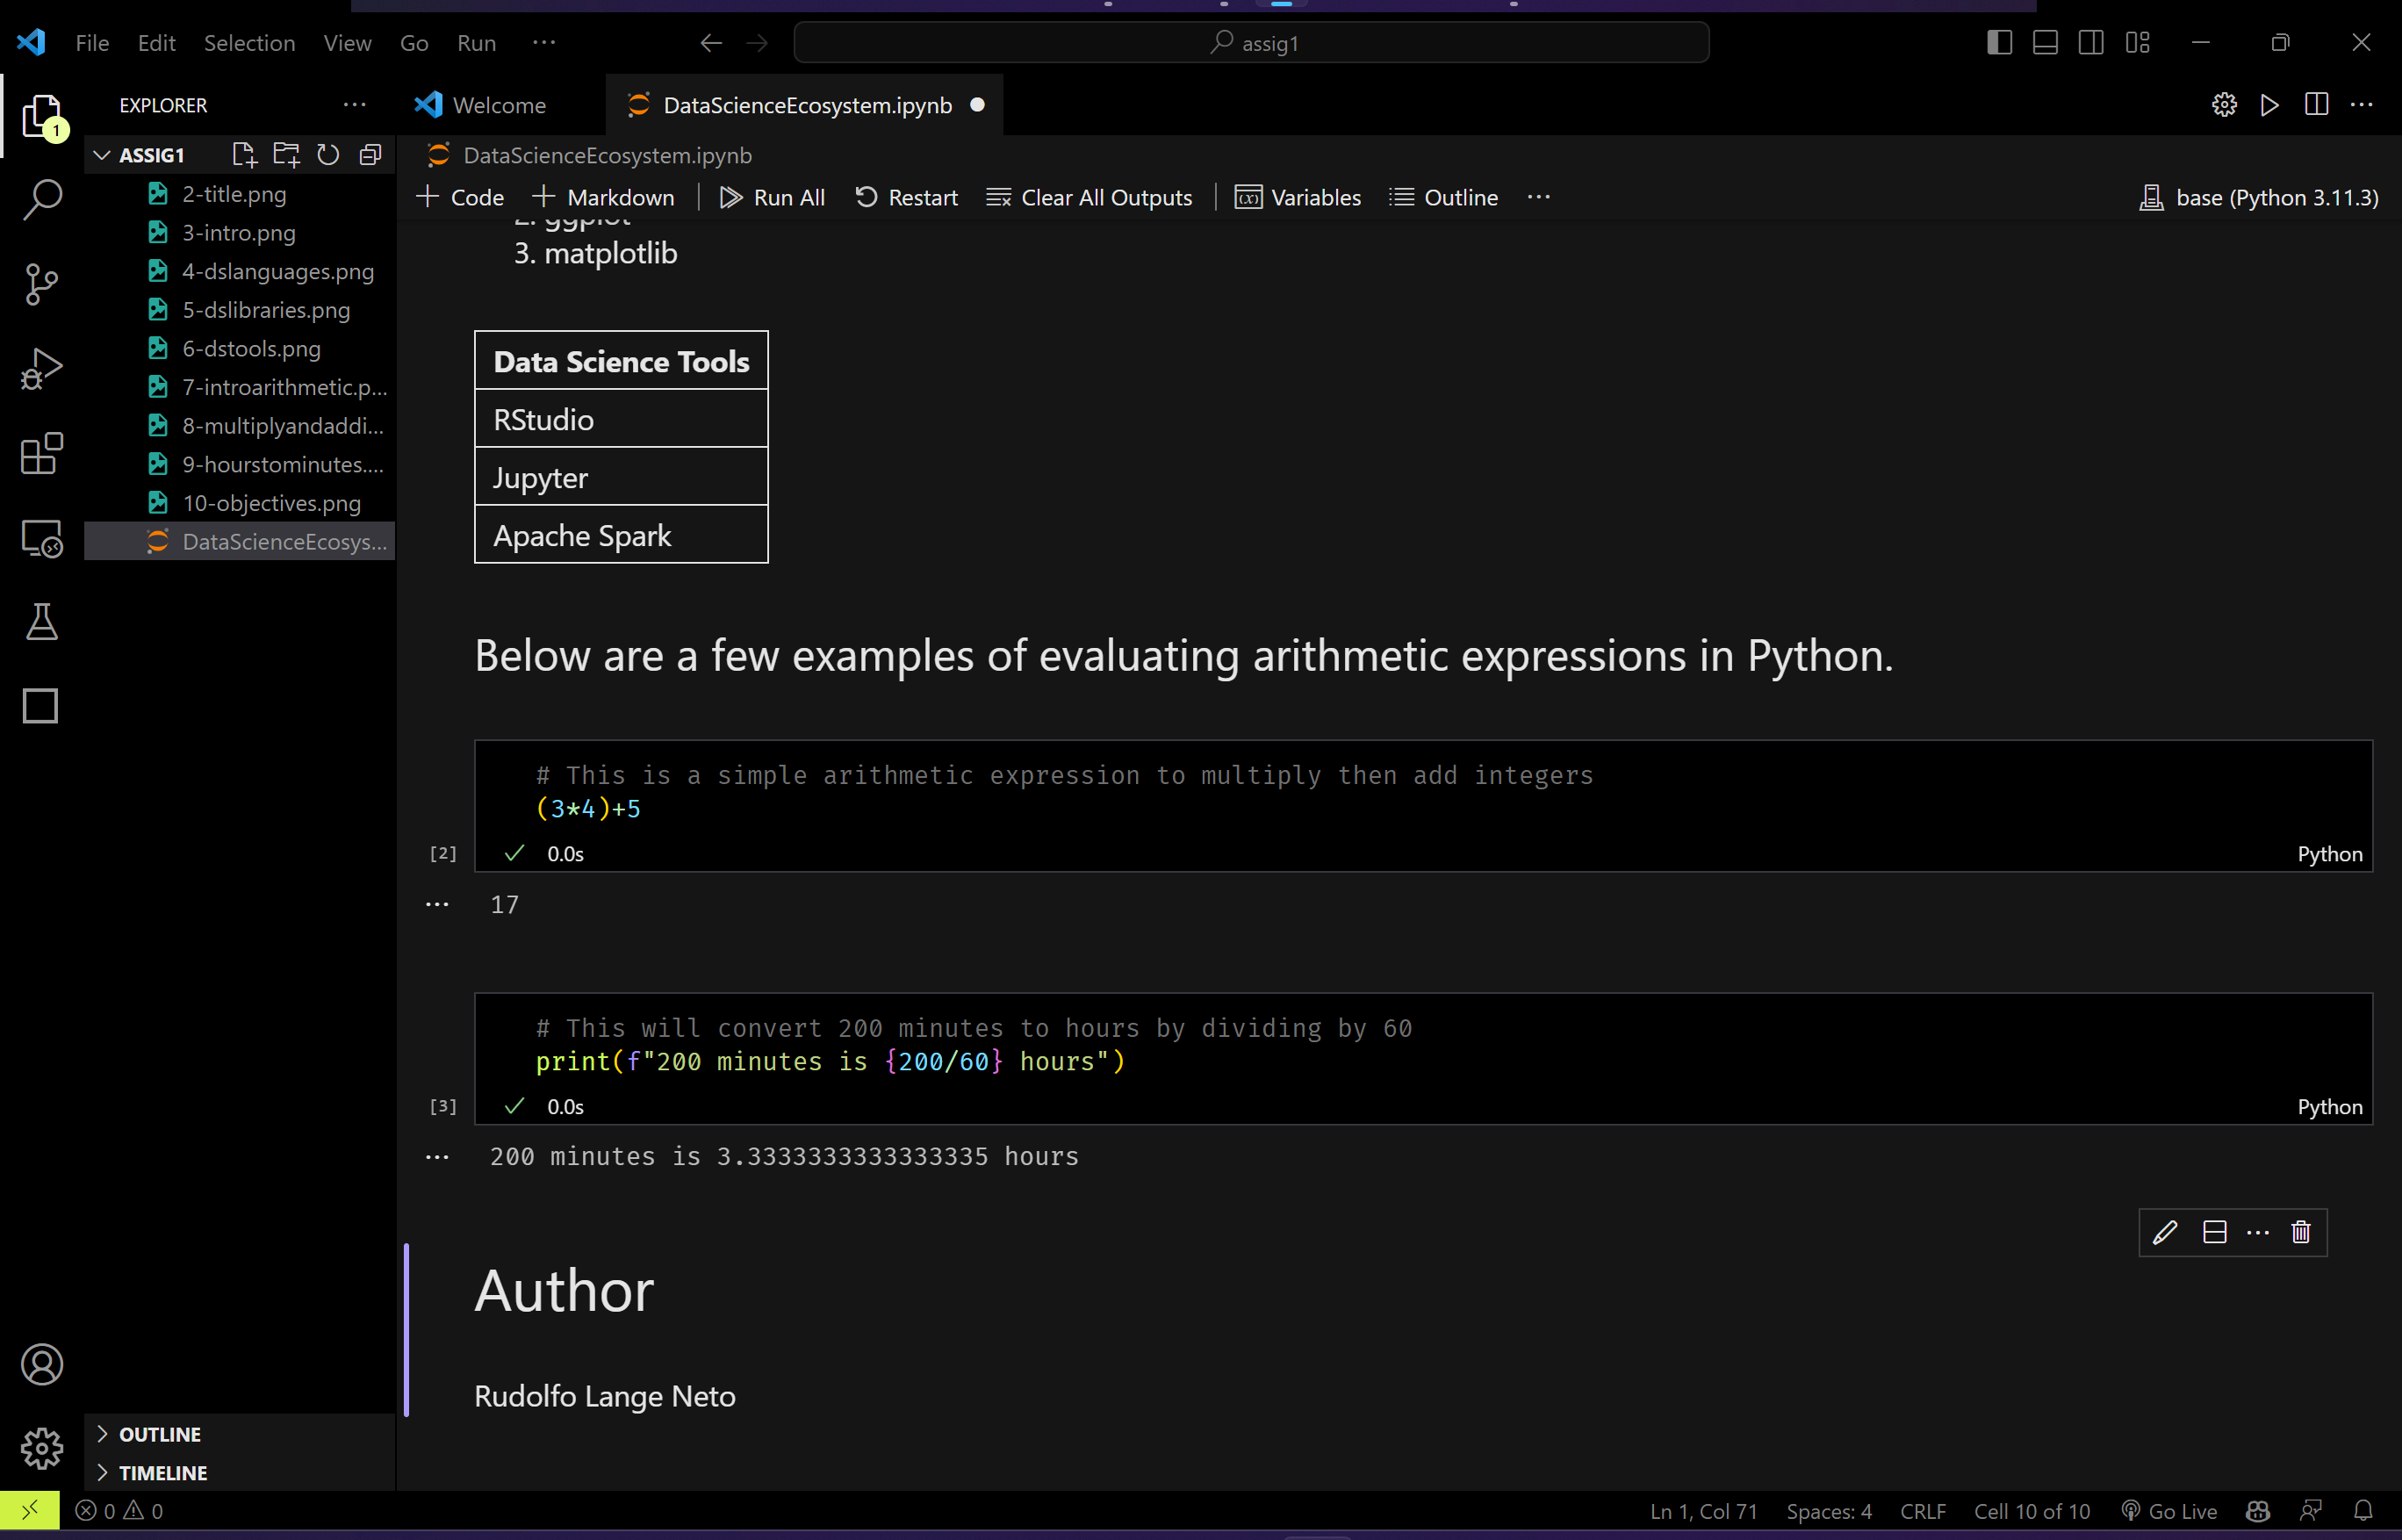 File Edit Selection View Go Run ...
assig1
EXPLORER ...
Welcome
DataScienceEcosystem.ipynb
1
ASSIG1
2-title.png
3-intro.png
4-dslanguages.png
5-dslibraries.png
6-dstools.png
7-introarithmetic.p...
8-multiplyandaddi...
9-hourstominutes....
10-objectives.png
DataScienceEcosys...
OUTLINE
TIMELINE
DataScienceEcosystem.ipynb
+ Code + Markdown Run All Restart Clear All Outputs (x) Variables Outline ... base (Python 3.11.3)
2. ggplot
3. matplotlib
Data Science Tools
RStudio
Jupyter
Apache Spark
Below are a few examples of evaluating arithmetic expressions in Python.
# This is a simple arithmetic expression to multiply then add integers
(3*4)+5
[2] 0.0s Python
... 17
# This will convert 200 minutes to hours by dividing by 60
print(f"200 minutes is {200/60} hours")
[3] 0.0s Python
... 200 minutes is 3.3333333333333335 hours
Author
Rudolfo Lange Neto
0 0 Ln 1, Col 71 Spaces: 4 CRLF Cell 10 of 10 Go Live